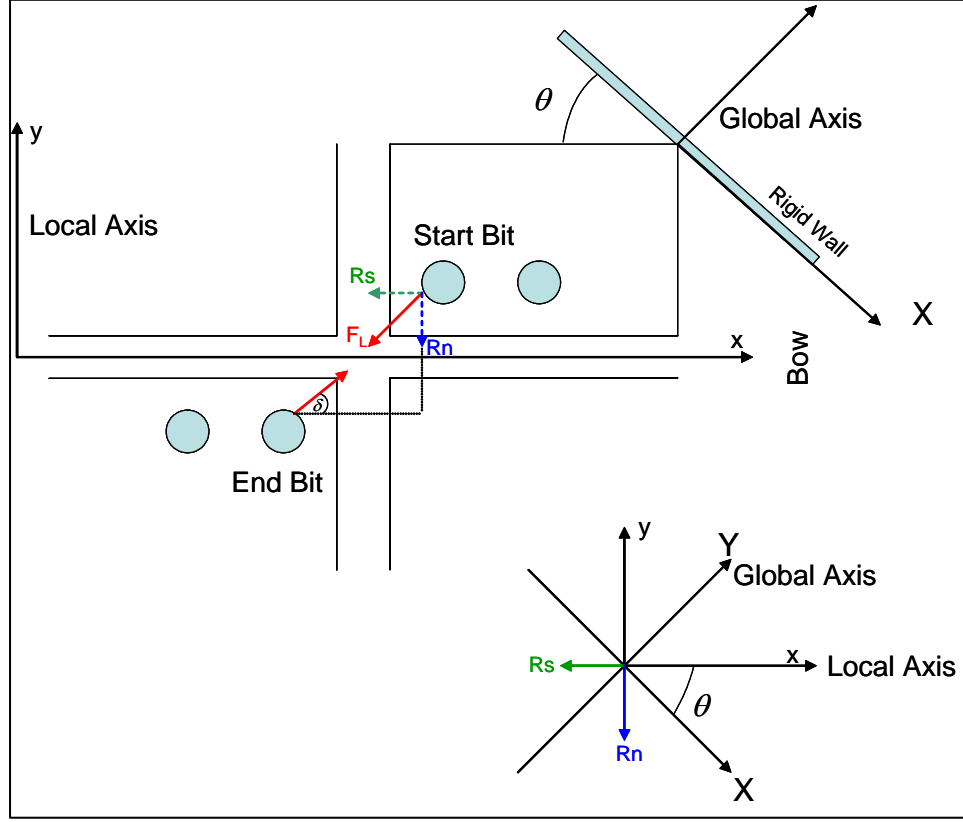 θ
Global Axis
y
Rigid Wall
Local Axis
Start Bit
Rs
X
F_L
Rn
x
Bow
δ
End Bit
y
Y
Global Axis
Rs
x
Local Axis
θ
Rn
X